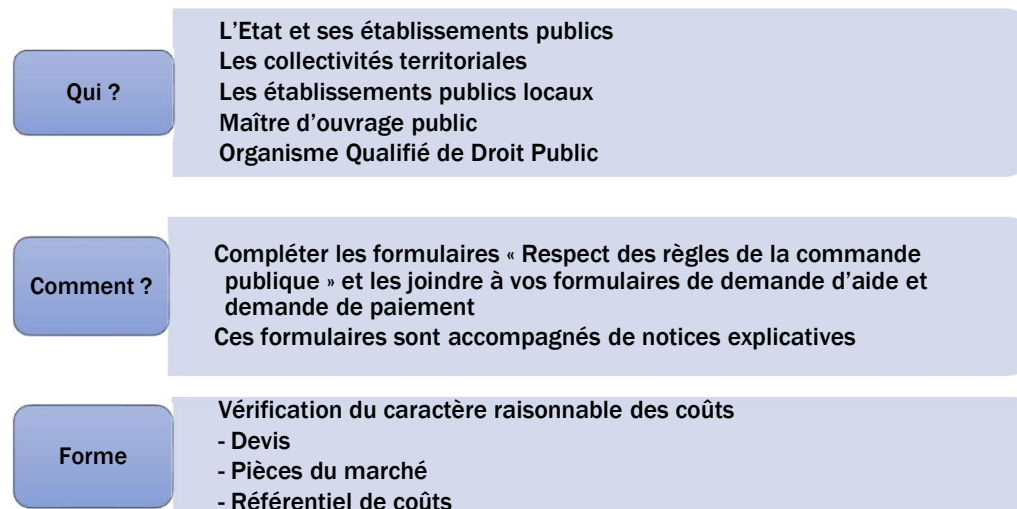 Qui ?
L'Etat et ses établissements publics
Les collectivités territoriales
Les établissements publics locaux
Maître d'ouvrage public
Organisme Qualifié de Droit Public
Comment ?
Compléter les formulaires « Respect des règles de la commande
publique » et les joindre à vos formulaires de demande d'aide et
demande de paiement
Ces formulaires sont accompagnés de notices explicatives
Forme
Vérification du caractère raisonnable des coûts
- Devis
- Pièces du marché
- Référentiel de coûts